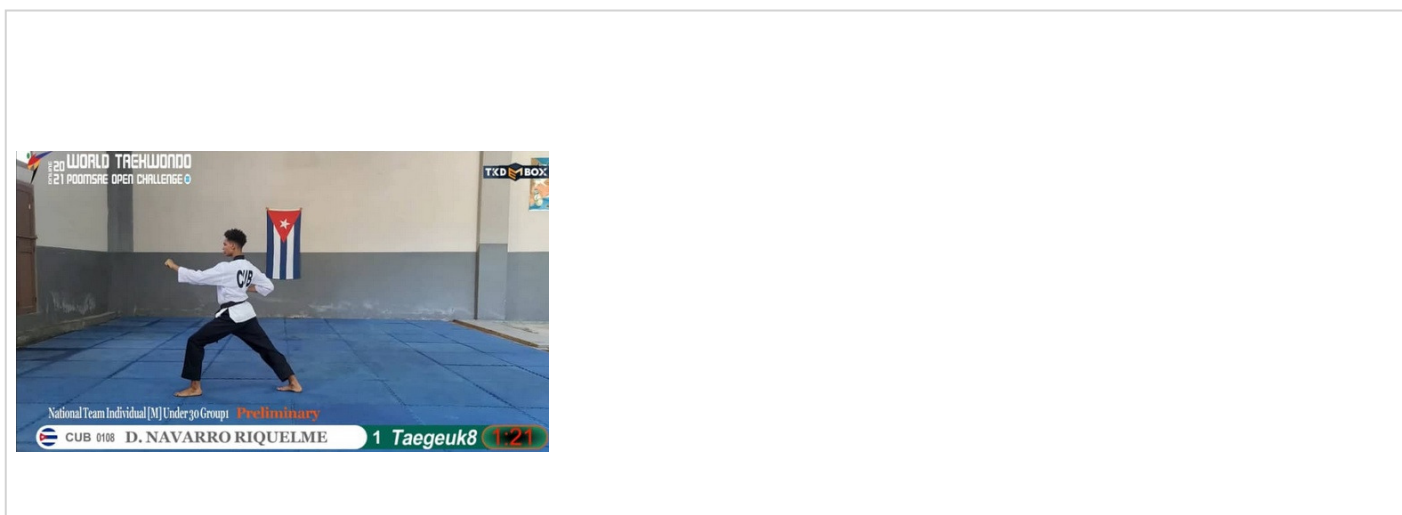 ONLINE 2021 WORLD TAEKWONDO
POOMSAE OPEN CHALLENGE
TKD BOX
CUB
National Team Individual [M] Under 30 Group1 Preliminary
CUB 0108 D. NAVARRO RIQUELME 1 Taegeuk8 1:21